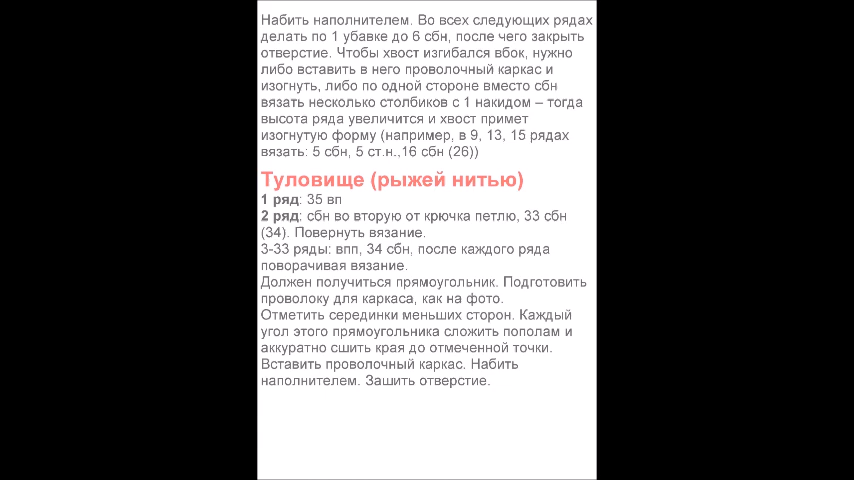 Набить наполнителем. Во всех следующих рядах
делать по 1 убавке до 6 сбн, после чего закрыть
отверстие. Чтобы хвост изгибался вбок, нужно
либо вставить в него проволочный каркас и
изогнуть, либо по одной стороне вместо сбн
вязать несколько столбиков с 1 накидом – тогда
высота ряда увеличится и хвост примет
изогнутую форму (например, в 9, 13, 15 рядах
вязать: 5 сбн, 5 ст.н.,16 сбн (26))
Туловище (рыжей нитью)
1 ряд: 35 вп
2 ряд: сбн во вторую от крючка петлю, 33 сбн
(34). Повернуть вязание.
3-33 ряды: впп, 34 сбн, после каждого ряда
поворачивая вязание.
Должен получиться прямоугольник. Подготовить
проволоку для каркаса, как на фото.
Отметить серединки меньших сторон. Каждый
угол этого прямоугольника сложить пополам и
аккуратно сшить края до отмеченной точки.
Вставить проволочный каркас. Набить
наполнителем. Зашить отверстие.